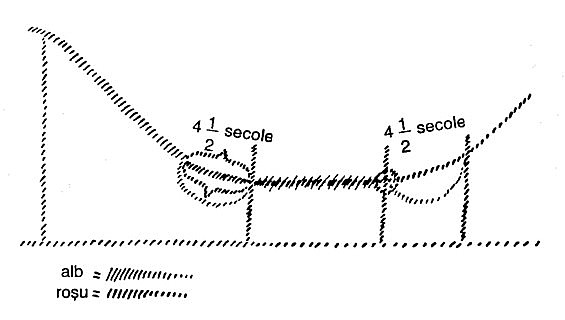 4 1/2 secole
4 1/2 secole
alb =
roșu =